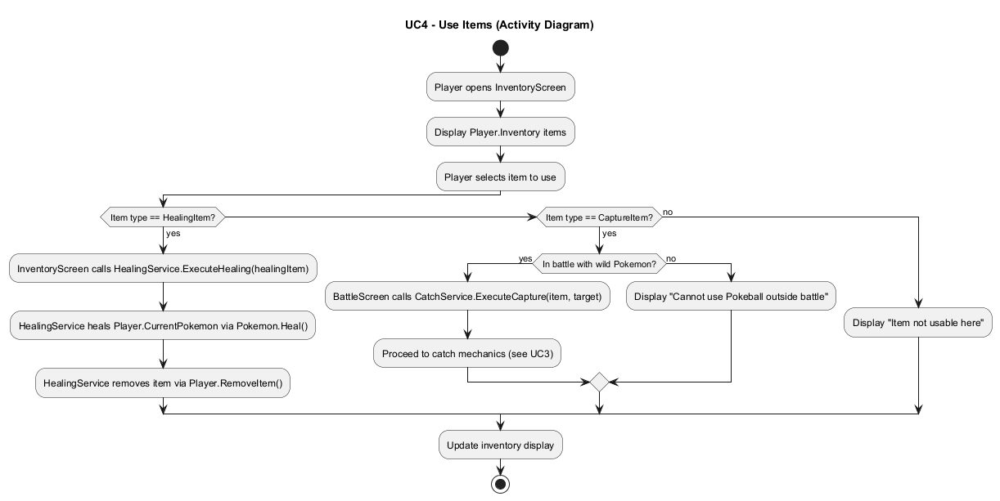 UC4 - Use Items (Activity Diagram)
Player opens InventoryScreen
Display Player.Inventory items
Player selects item to use
Item type == HealingItem?
yes
InventoryScreen calls HealingService.ExecuteHealing(healingItem)
HealingService heals Player.CurrentPokemon via Pokemon.Heal()
HealingService removes item via Player.RemoveItem()
Item type == CaptureItem?
no
yes
In battle with wild Pokemon?
yes
no
BattleScreen calls CatchService.ExecuteCapture(item, target)
Display "Cannot use Pokeball outside battle"
Proceed to catch mechanics (see UC3)
Display "Item not usable here"
Update inventory display